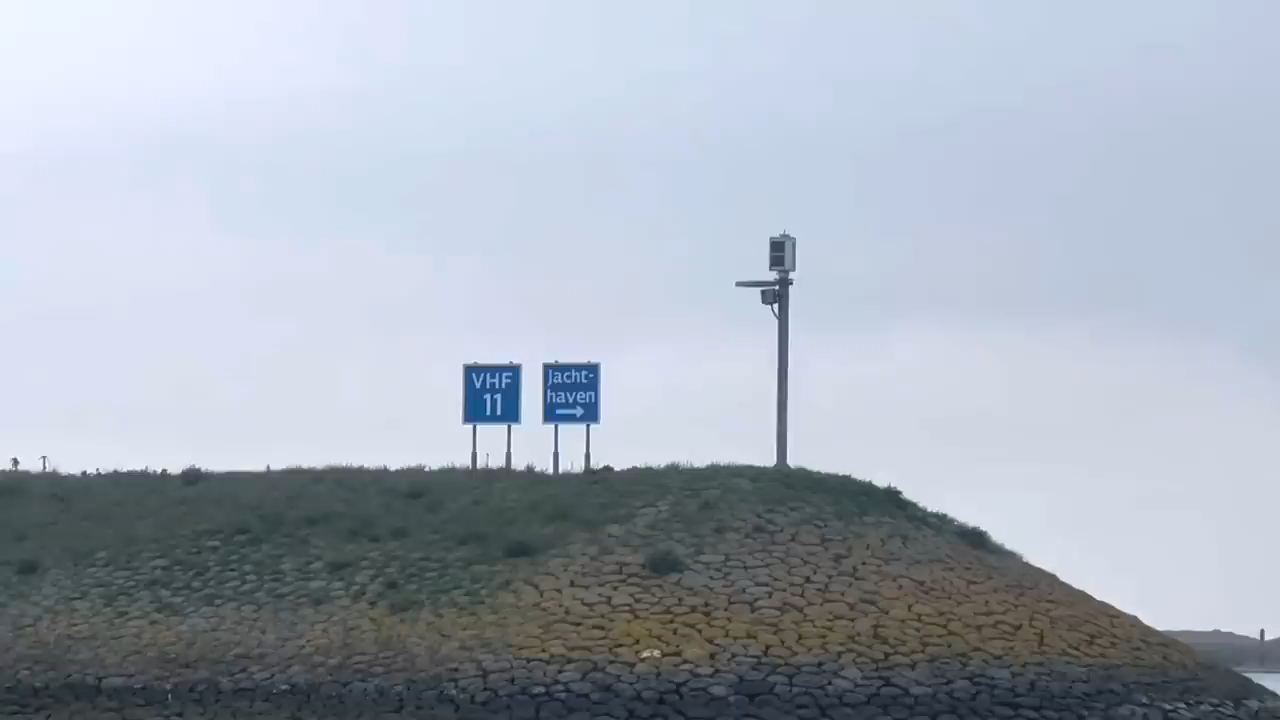 VHF
11
Jacht-
haven
→